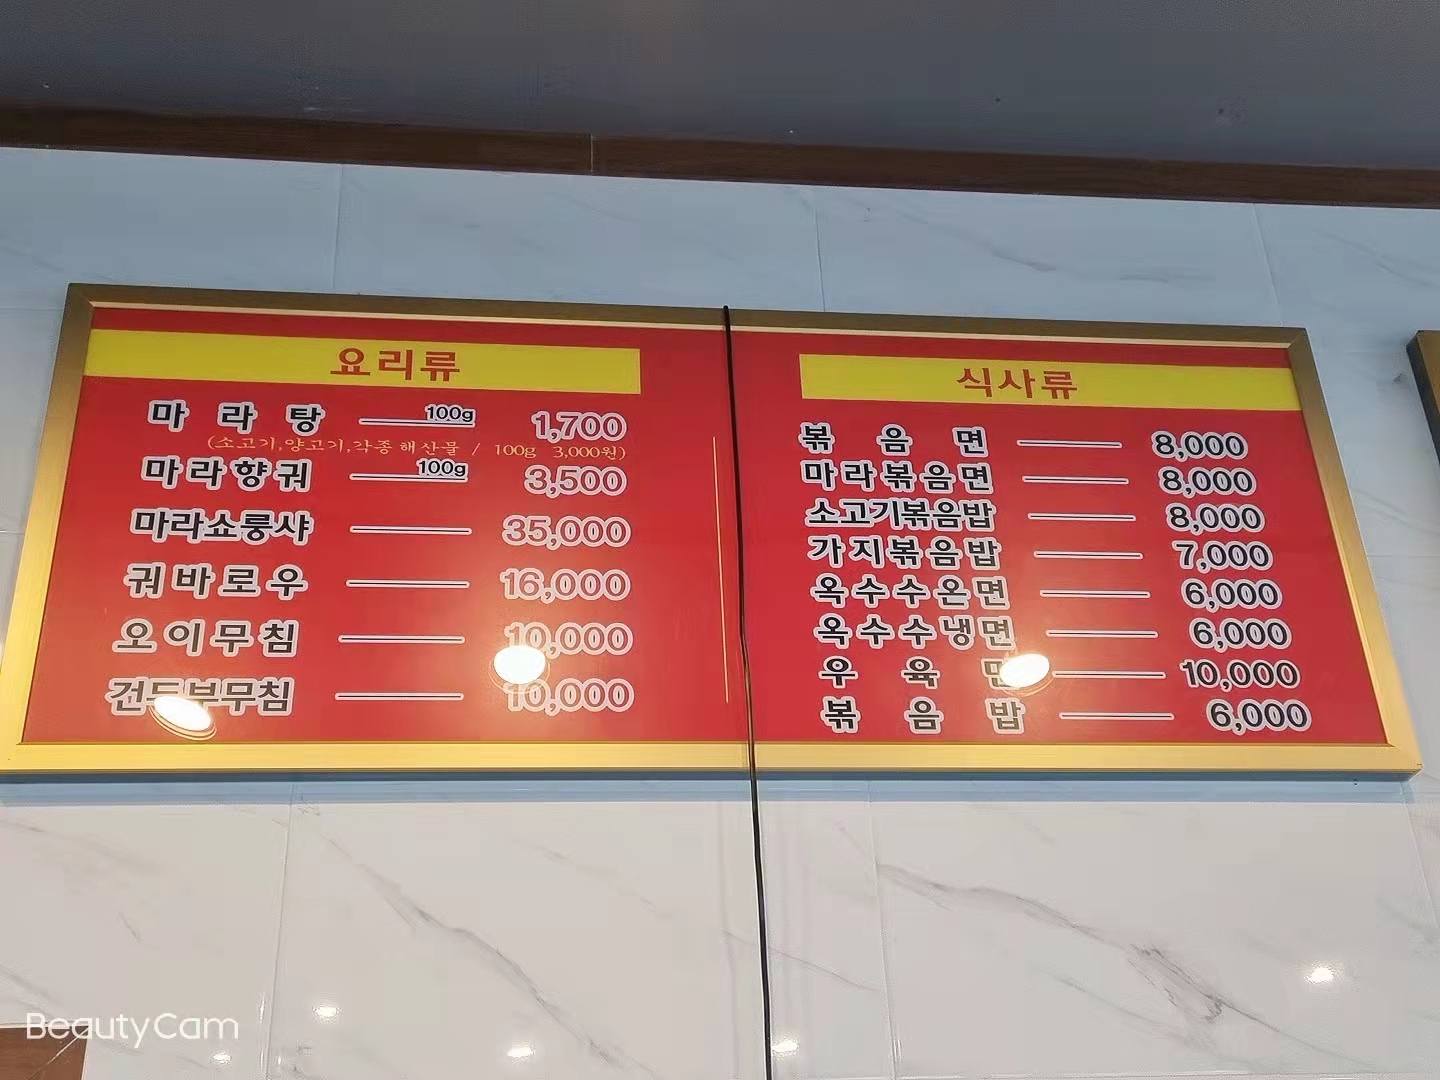 요리류
마라탕 100g 1,700
(소고기,양고기,각종 해산물 / 100g 3,000원)
마라향궈 100g 3,500
마라쇼룽샤 35,000
궈바로우 16,000
오이무침 10,000
건두부무침 10,000
식사류
볶음면 8,000
마라볶음면 8,000
소고기볶음밥 8,000
가지볶음밥 7,000
옥수수온면 6,000
옥수수냉면 6,000
우육면 10,000
볶음밥 6,000
BeautyCam